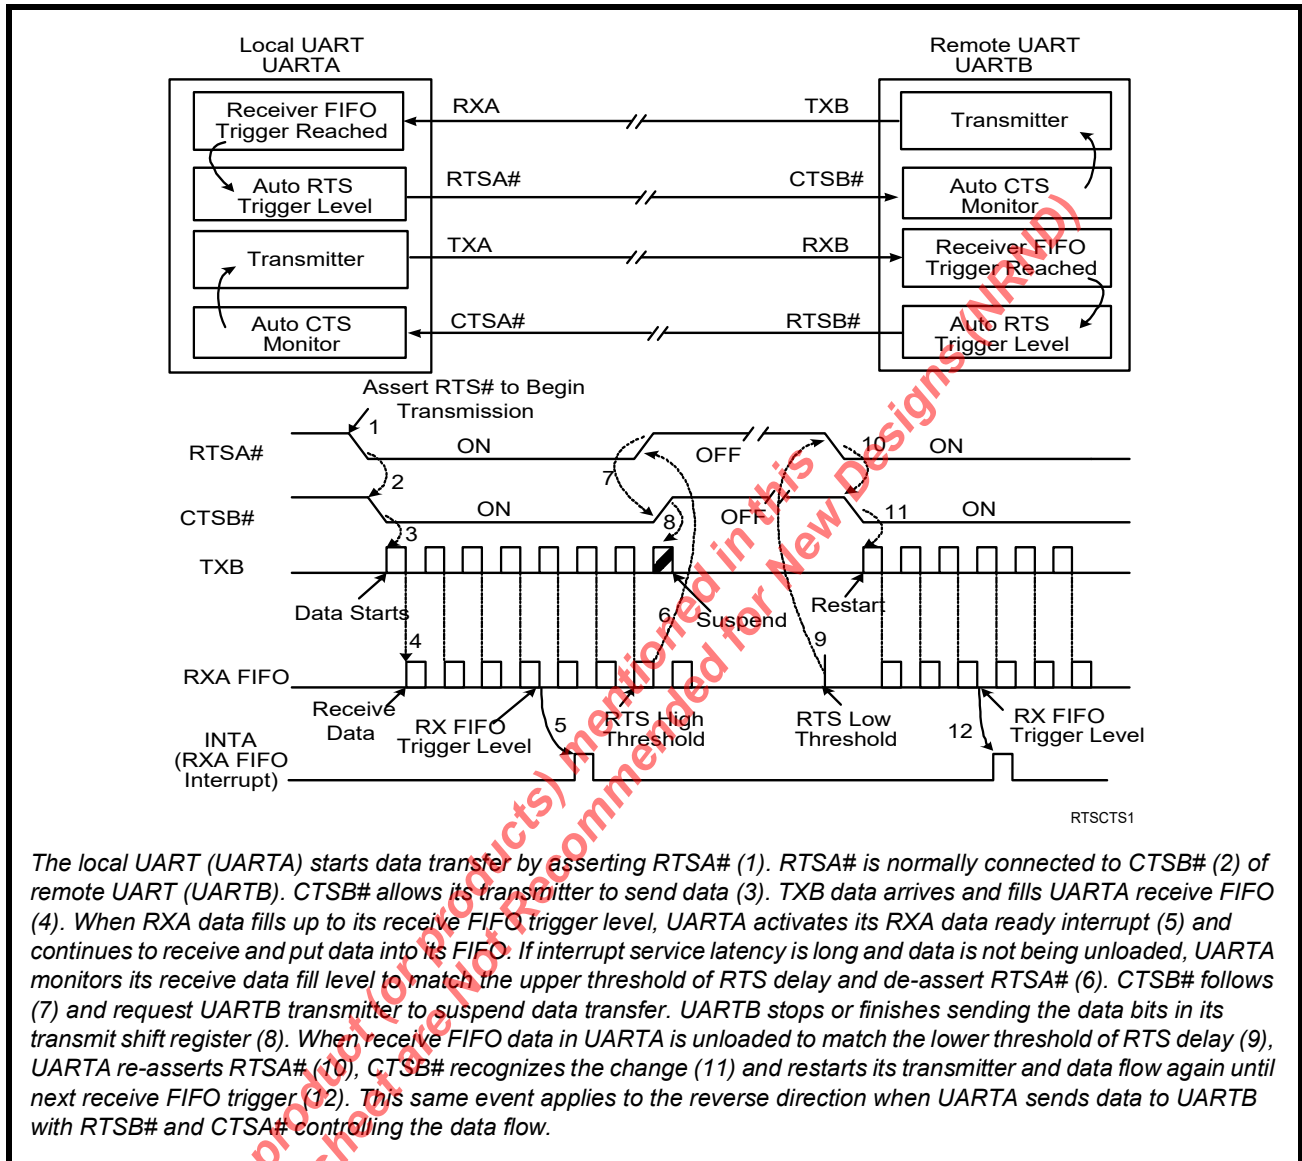 Local UART
UARTA
Remote UART
UARTB
Receiver FIFO
Trigger Reached
RXA
TXB
Transmitter
Auto RTS
Trigger Level
RTSA#
CTSB#
Auto CTS
Monitor
Transmitter
TXA
RXB
Receiver FIFO
Trigger Reached
Auto CTS
Monitor
CTSA#
RTSB#
Auto RTS
Trigger Level
Assert RTS# to Begin
Transmission
RTSA#
1
ON
7
OFF
10
ON
CTSB#
2
ON
8
OFF
11
ON
TXB
3
Data Starts
Suspend
Restart
4
6
9
RXA FIFO
Receive
Data
RX FIFO
Trigger Level
5
RTS High
Threshold
RTS Low
Threshold
12
RX FIFO
Trigger Level
INTA
(RXA FIFO
Interrupt)
RTSCTS1
The local UART (UARTA) starts data transfer by asserting RTSA# (1). RTSA# is normally connected to CTSB# (2) of
remote UART (UARTB). CTSB# allows its transmitter to send data (3). TXB data arrives and fills UARTA receive FIFO
(4). When RXA data fills up to its receive FIFO trigger level, UARTA activates its RXA data ready interrupt (5) and
continues to receive and put data into its FIFO. If interrupt service latency is long and data is not being unloaded, UARTA
monitors its receive data fill level to match the upper threshold of RTS delay and de-assert RTSA# (6). CTSB# follows
(7) and request UARTB transmitter to suspend data transfer. UARTB stops or finishes sending the data bits in its
transmit shift register (8). When receive FIFO data in UARTA is unloaded to match the lower threshold of RTS delay (9),
UARTA re-asserts RTSA# (10), CTSB# recognizes the change (11) and restarts its transmitter and data flow again until
next receive FIFO trigger (12). This same event applies to the reverse direction when UARTA sends data to UARTB
with RTSB# and CTSA# controlling the data flow.
product (or products) mentioned in this
sheet are Not Recommended for New Designs (NRND)